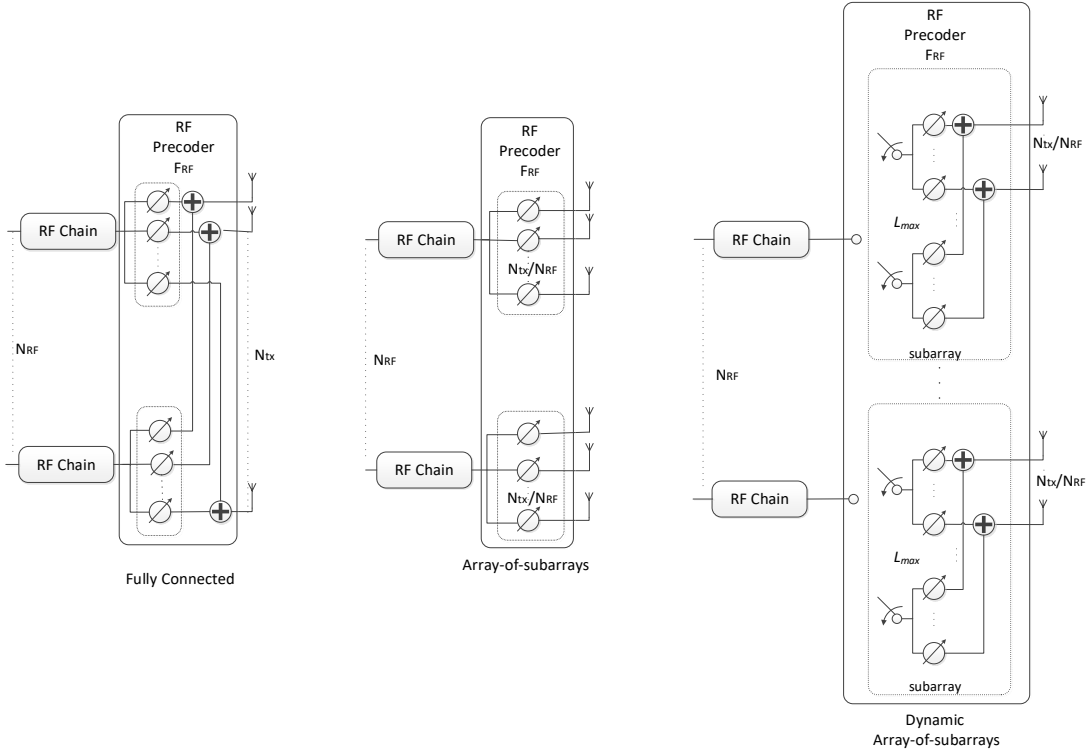 RF
Precoder
FRF
RF Chain
NRF
Ntx
RF Chain
Fully Connected
RF
Precoder
FRF
RF Chain
Ntx/NRF
NRF
RF Chain
Ntx/NRF
Array-of-subarrays
RF
Precoder
FRF
Ntx/NRF
Lmax
RF Chain
subarray
NRF
Ntx/NRF
RF Chain
Lmax
subarray
Dynamic
Array-of-subarrays